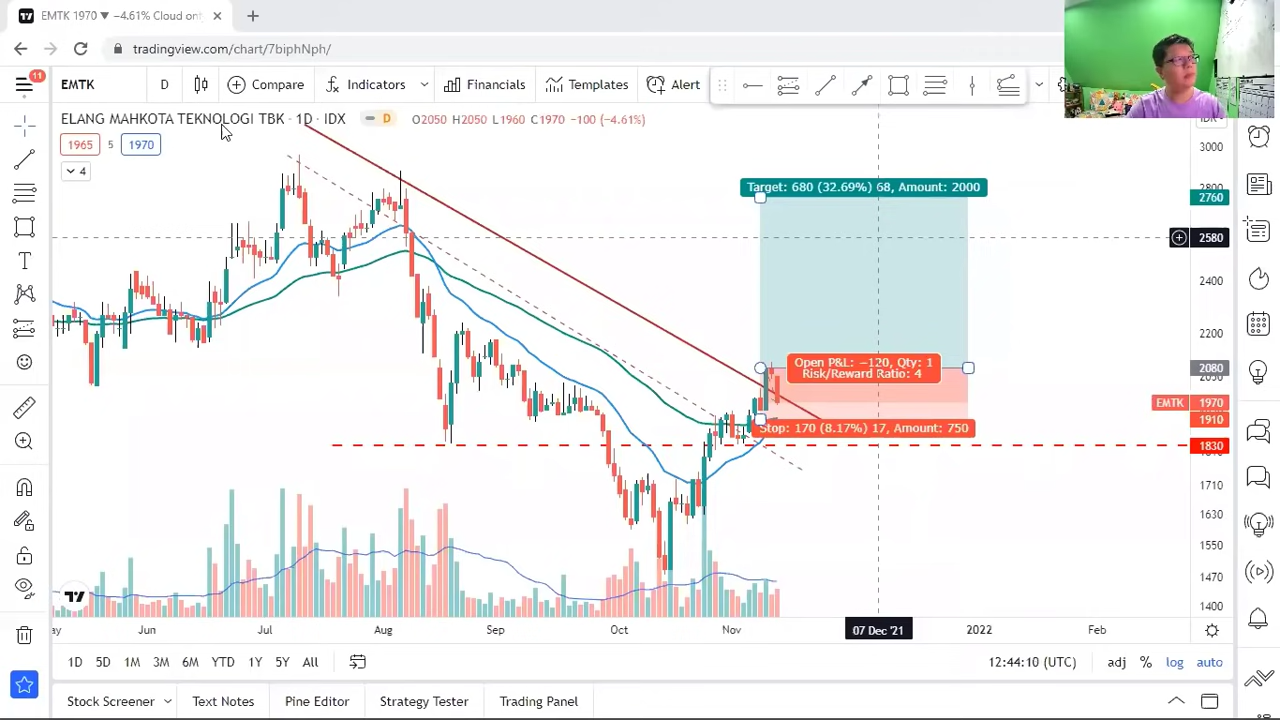 EMTK 1970 ▼ −4.61% Cloud on
tradingview.com/chart/7biphNph/
11
EMTK
D
Compare
Indicators
Financials
Templates
Alert
ELANG MAHKOTA TEKNOLOGI TBK · 1D · IDX
D
O2050 H2050 L1960 C1970 −100 (−4.61%)
1965
5
1970
4
Target: 680 (32.69%) 68, Amount: 2000
Open P&L: −120, Qty: 1
Risk/Reward Ratio: 4
Stop: 170 (8.17%) 17, Amount: 750
3000
2800
2760
2580
2400
2200
2080
2050
EMTK
1970
1910
1830
1710
1630
1550
1470
1400
Jun
Jul
Aug
Sep
Oct
Nov
07 Dec '21
2022
Feb
1D
5D
1M
3M
6M
YTD
1Y
5Y
All
12:44:10 (UTC)
adj
%
log
auto
Stock Screener
Text Notes
Pine Editor
Strategy Tester
Trading Panel